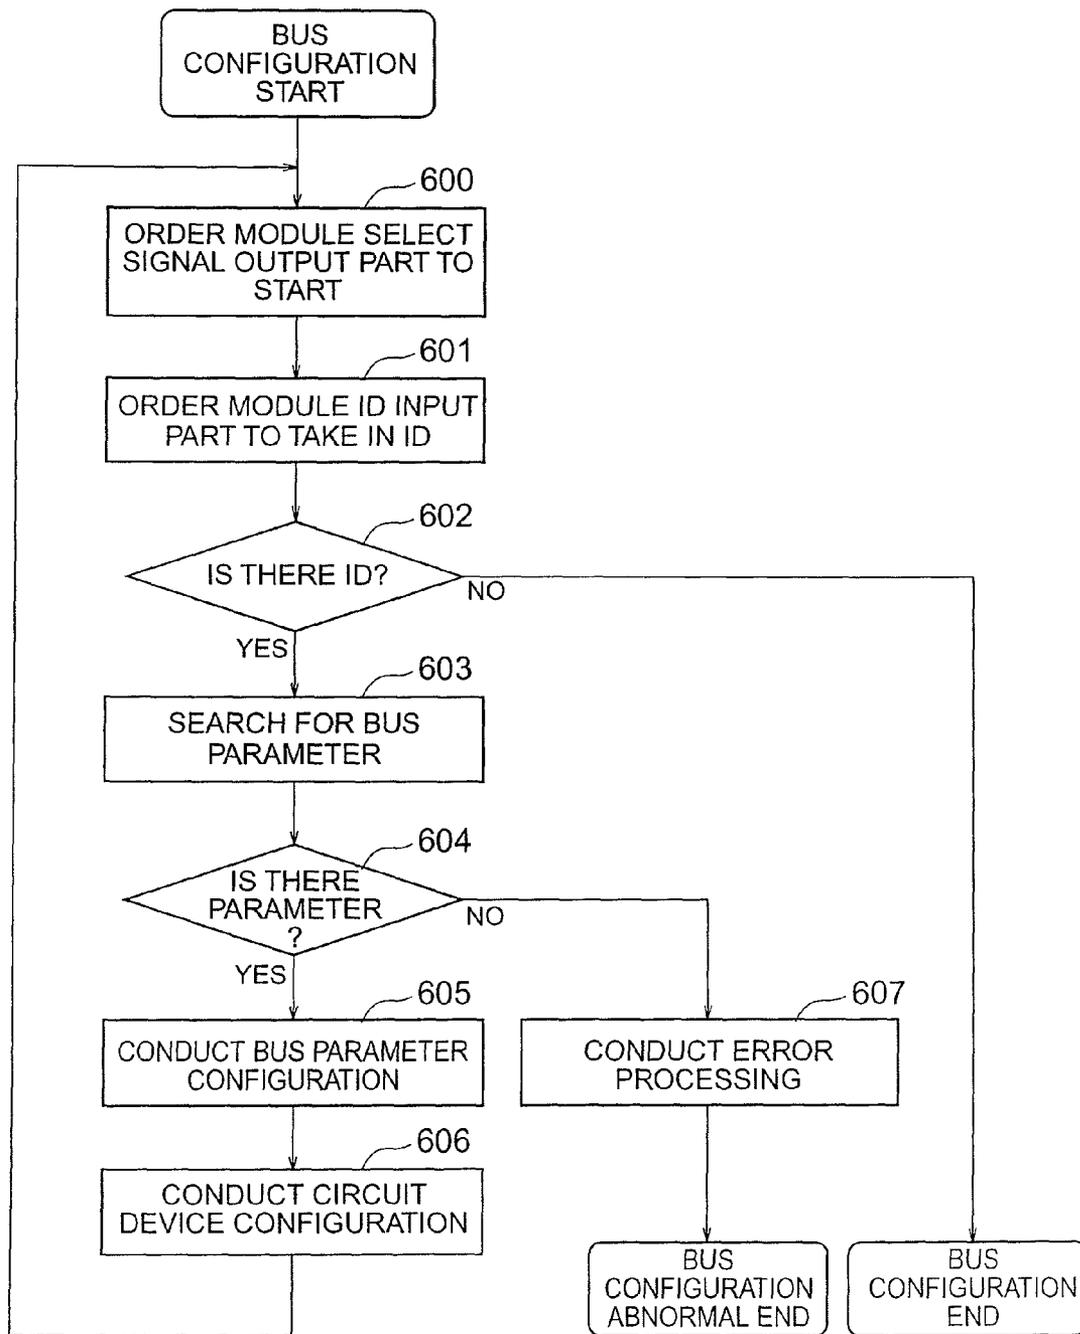 BUS
CONFIGURATION
START
600
ORDER MODULE SELECT
SIGNAL OUTPUT PART TO
START
601
ORDER MODULE ID INPUT
PART TO TAKE IN ID
602
IS THERE ID?
NO
YES
603
SEARCH FOR BUS
PARAMETER
604
IS THERE
PARAMETER
?
NO
YES
605
CONDUCT BUS PARAMETER
CONFIGURATION
607
CONDUCT ERROR
PROCESSING
606
CONDUCT CIRCUIT
DEVICE CONFIGURATION
BUS
CONFIGURATION
ABNORMAL END
BUS
CONFIGURATION
END